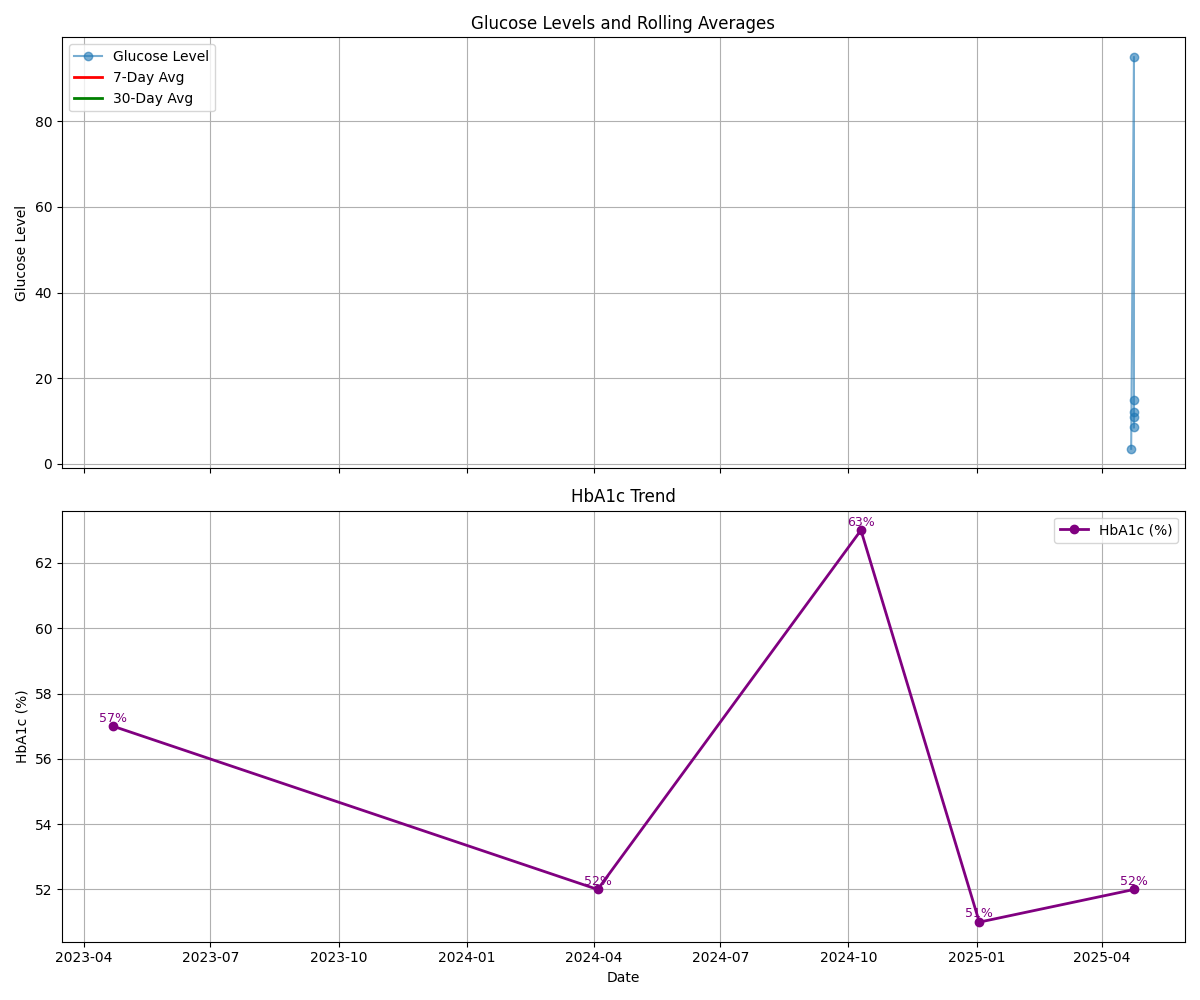 Glucose Levels and Rolling Averages
Glucose Level
7-Day Avg
30-Day Avg
Glucose Level
80
60
40
20
0
HbA1c Trend
HbA1c (%)
HbA1c (%)
62
60
58
56
54
52
57%
52%
63%
51%
52%
2023-04
2023-07
2023-10
2024-01
2024-04
2024-07
2024-10
2025-01
2025-04
Date